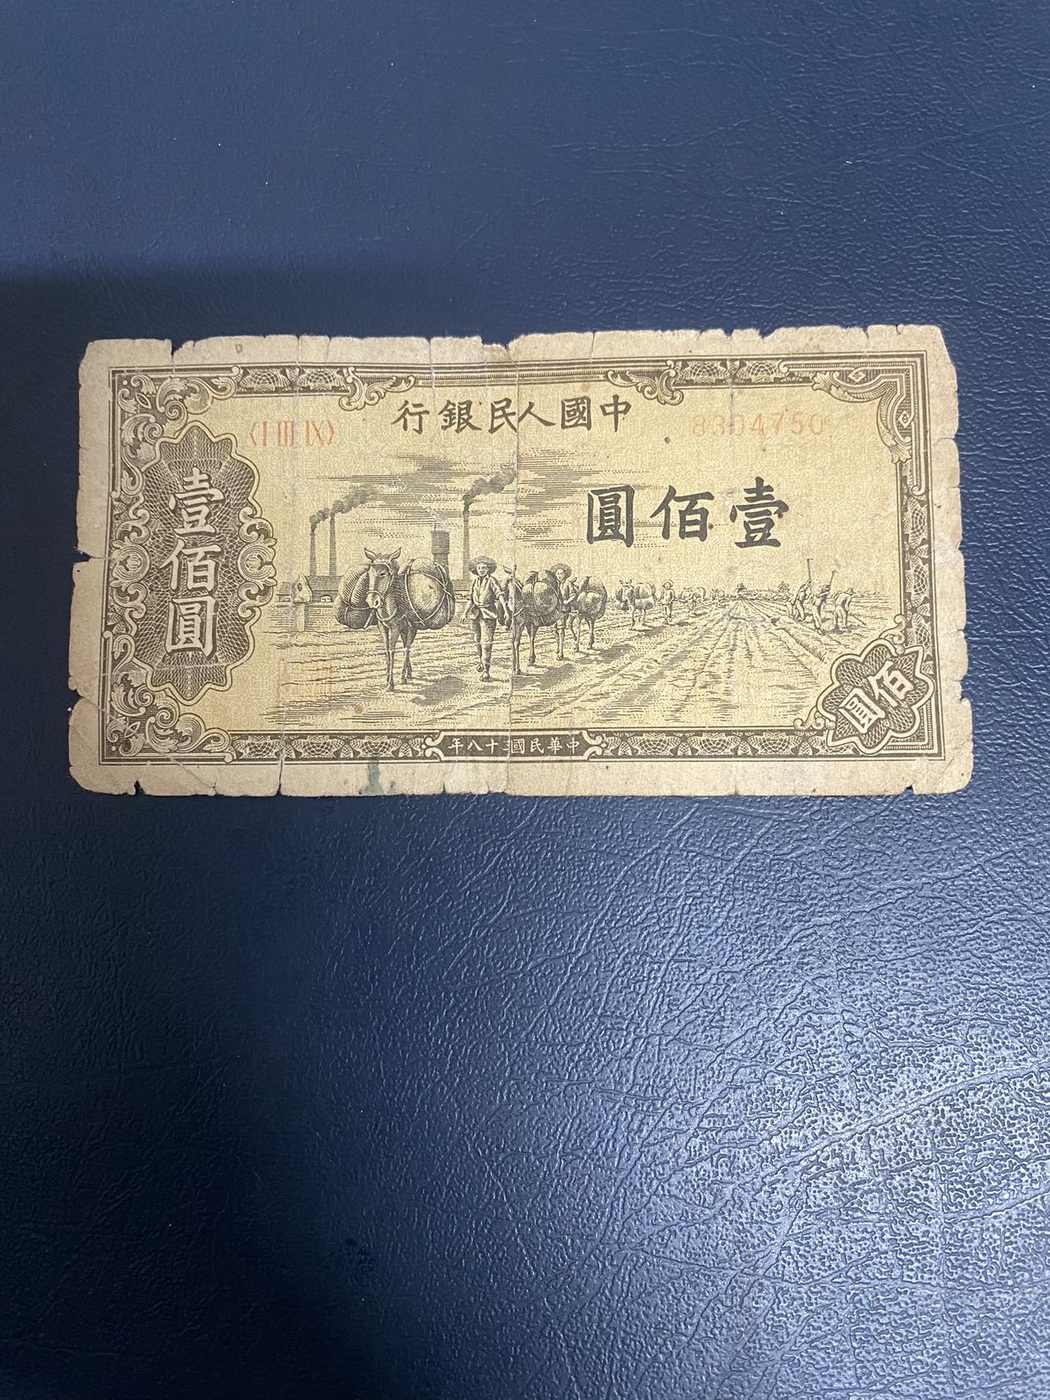 中國人民銀行
〈I III IX〉
8304750
壹佰圓
壹佰圓
佰圓
中華民國三十八年